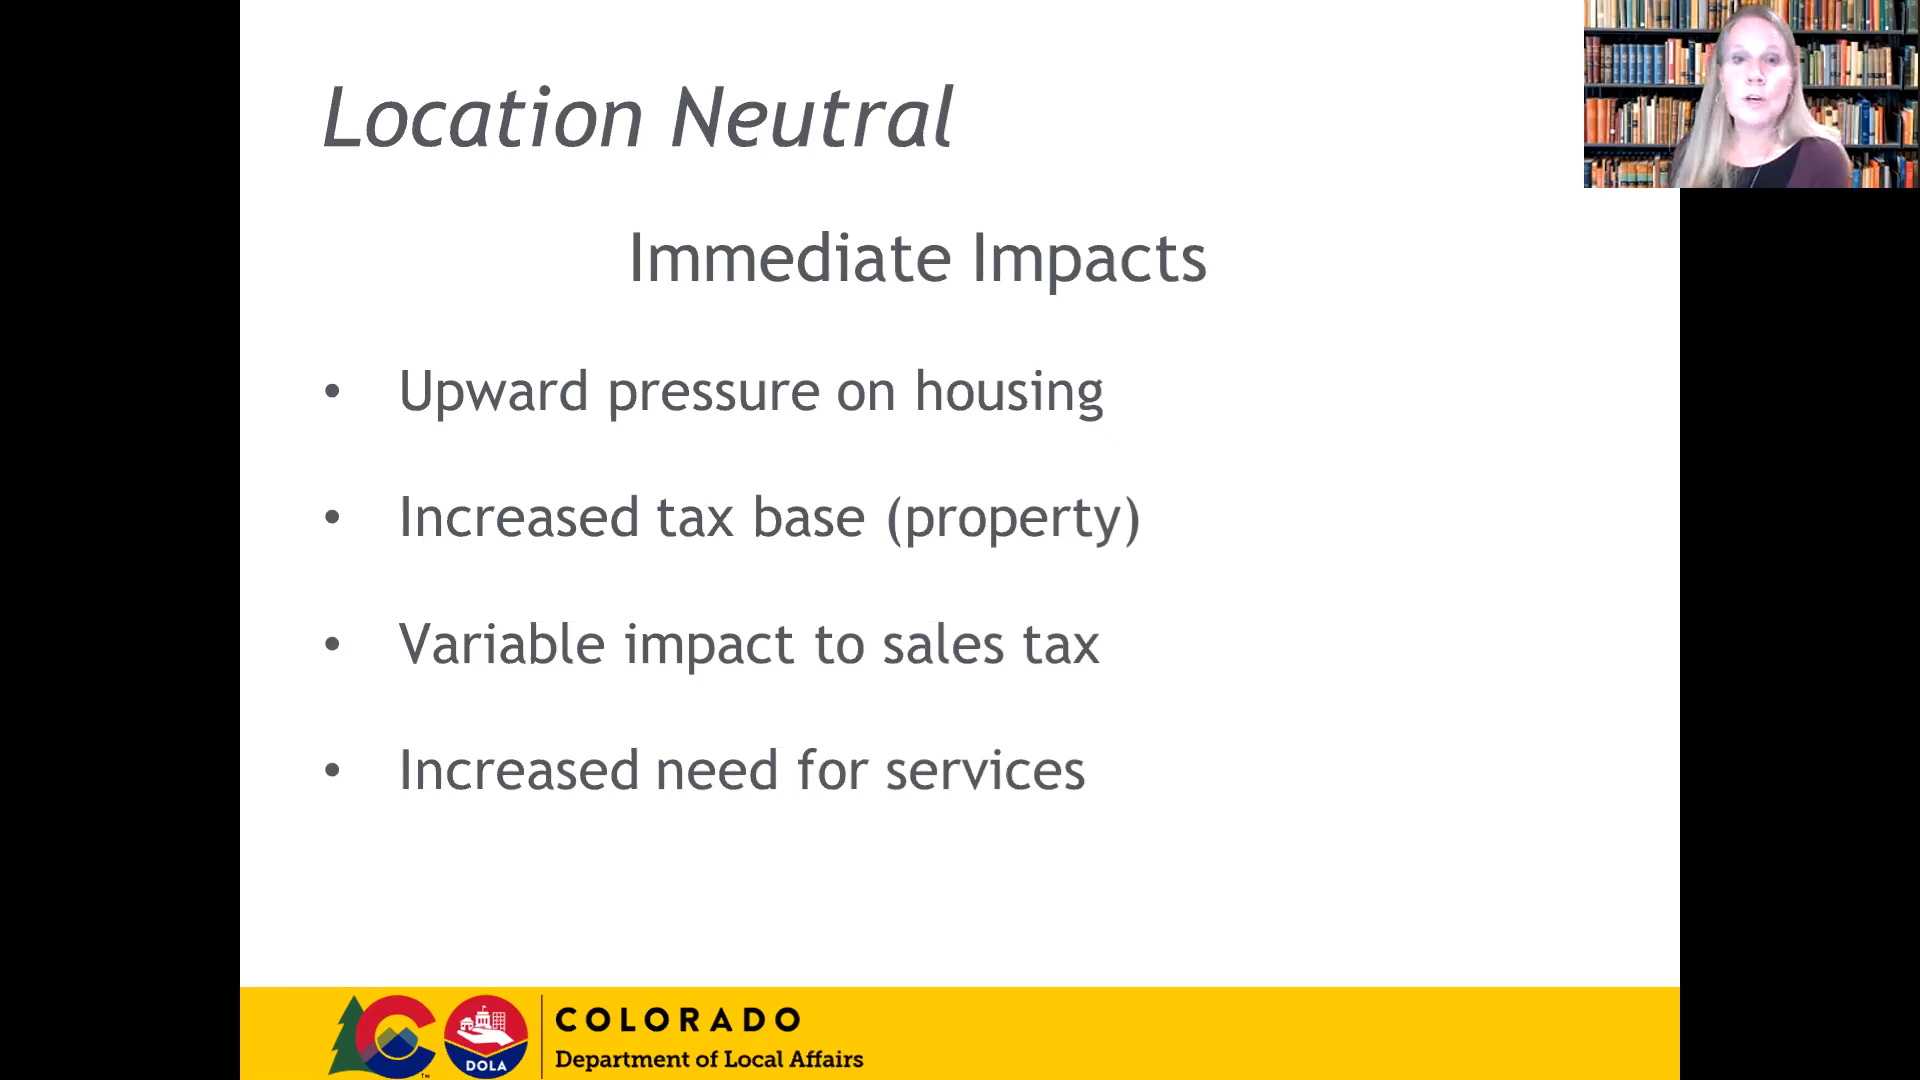 Location Neutral
Immediate Impacts
• Upward pressure on housing
• Increased tax base (property)
• Variable impact to sales tax
• Increased need for services
DOLA
COLORADO
Department of Local Affairs